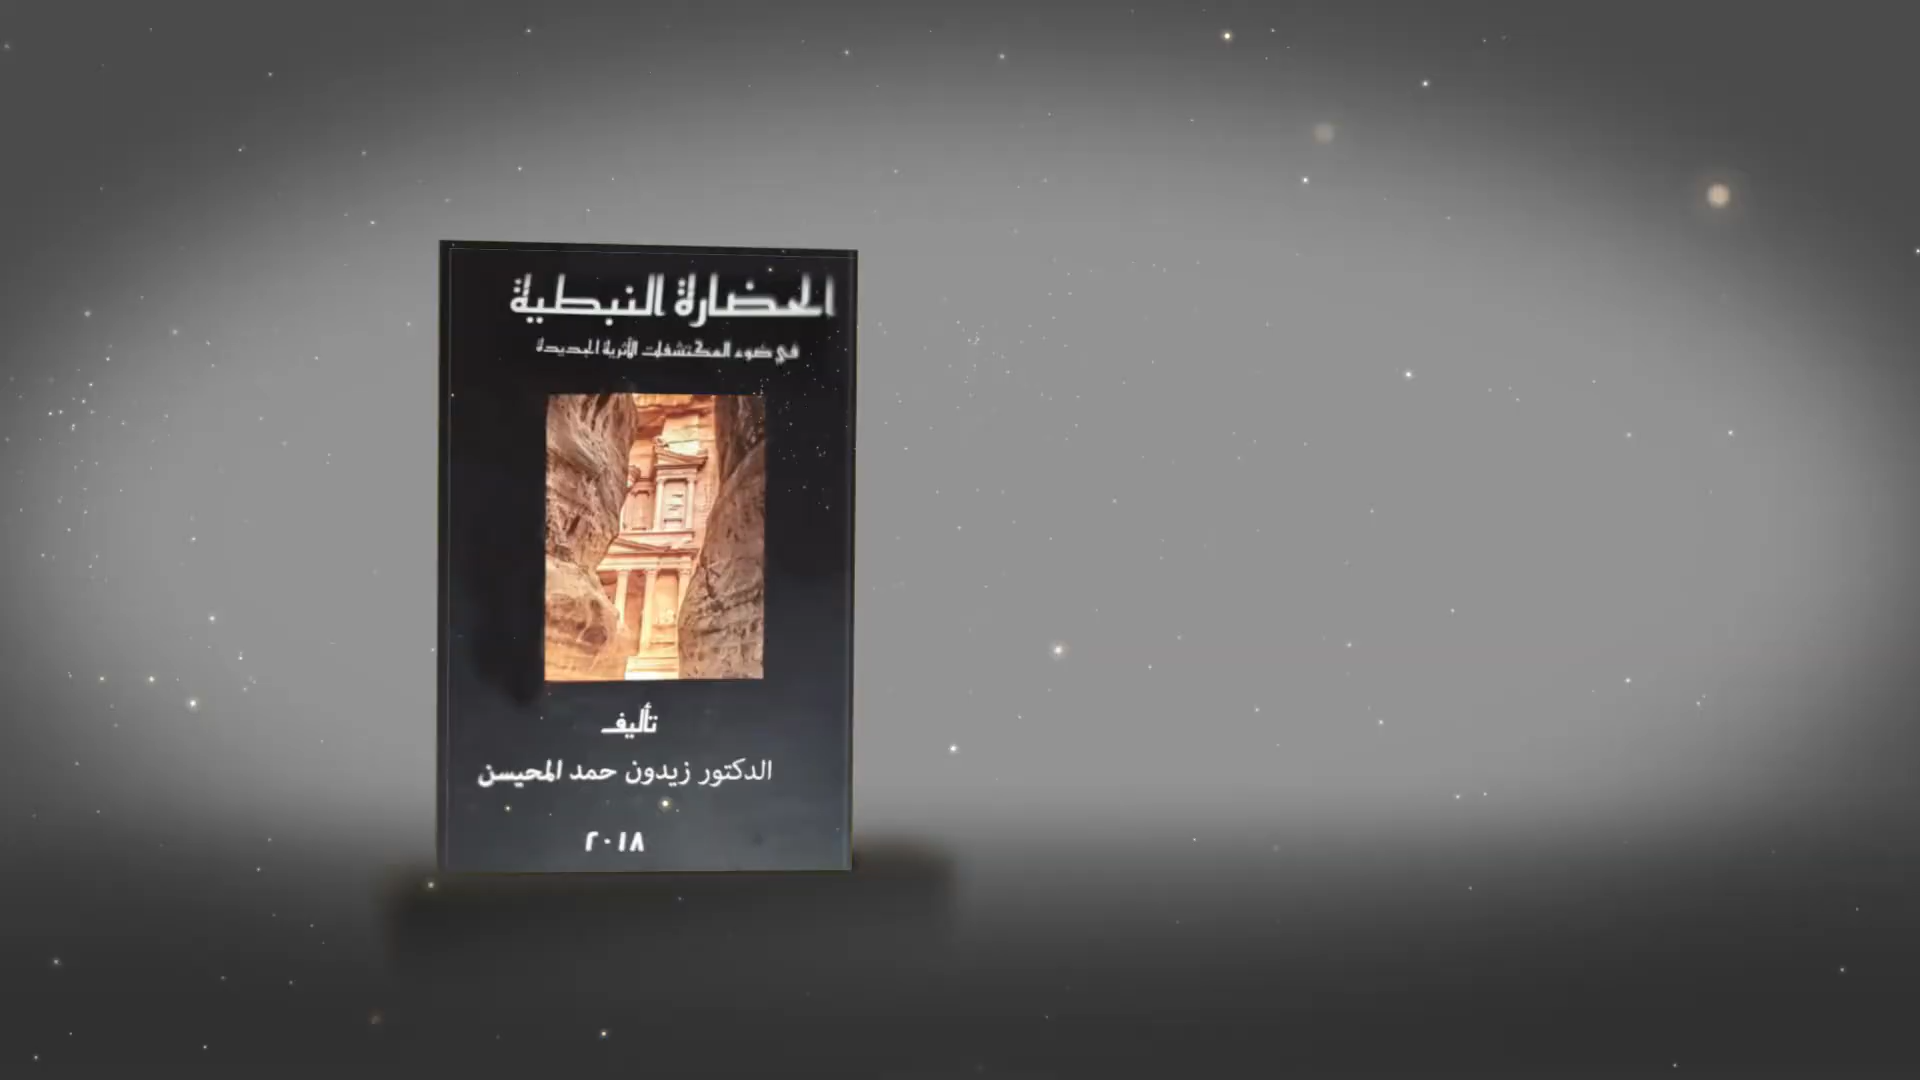 الحضارة النبطية
في ضوء المكتشفات الأثرية الجديدة
تأليف
الدكتور زيدون حمد المحيسن
٢٠١٨